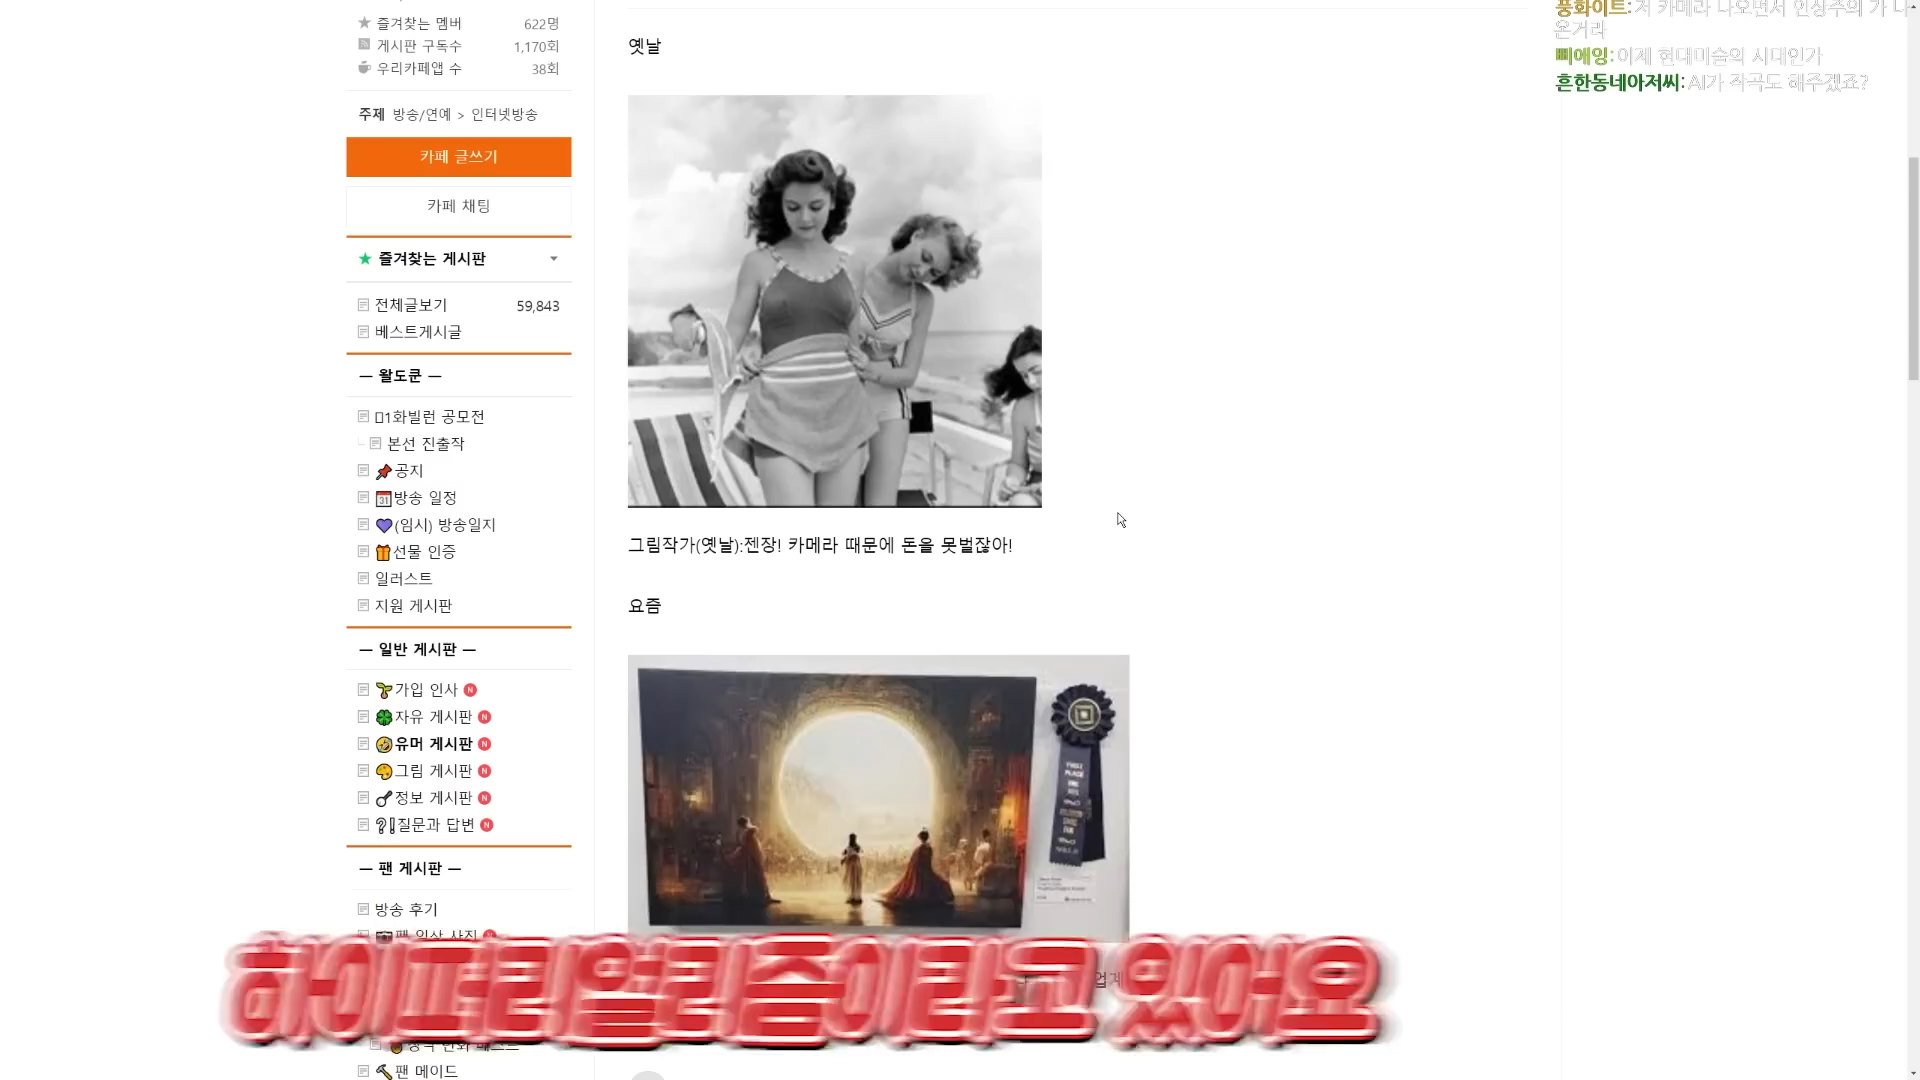 즐겨찾는 멤버 622명
게시판 구독수 1,170회
우리카페앱 수 38회
주제 방송/연예 > 인터넷방송
카페 글쓰기
카페 채팅
즐겨찾는 게시판
전체글보기 59,843
베스트게시글
— 왈도쿤 —
1화빌런 공모전
본선 진출작
공지
방송 일정
(임시) 방송일지
선물 인증
일러스트
지원 게시판
— 일반 게시판 —
가입 인사 N
자유 게시판 N
유머 게시판 N
그림 게시판 N
정보 게시판 N
질문과 답변 N
— 팬 게시판 —
방송 후기
팬 일상 사진
팬 메이드
옛날
그림작가(옛날):젠장! 카메라 때문에 돈을 못벌잖아!
요즘
업계
하이퍼리얼리즘이라고 있어요
풍화이트: 저 카메라 나오면서 인상주의 가 나
온거라
삐애잉: 이제 현대미술의 시대인가
흔한동네아저씨: AI가 작곡도 해주겠죠?